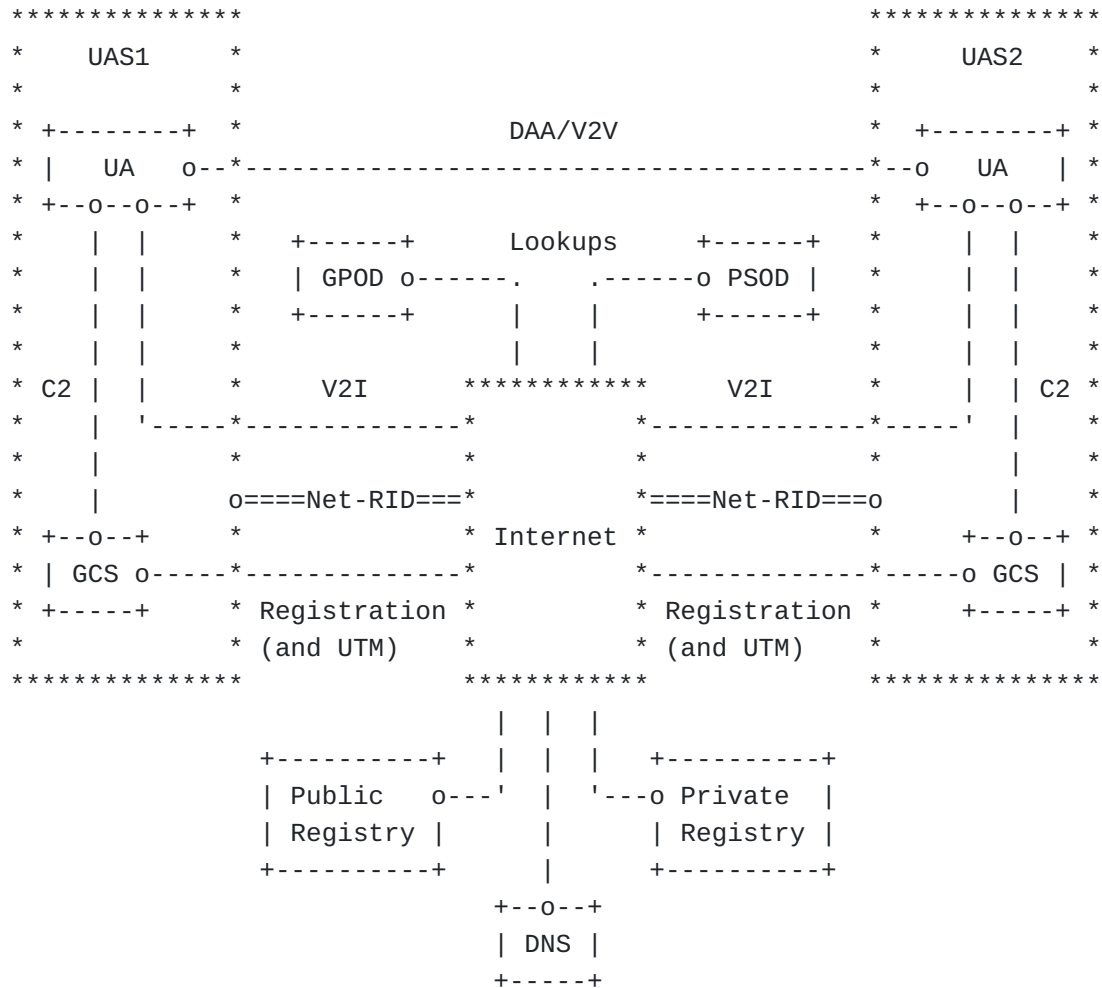 ***************                                         ***************
*    UAS1     *                                         *     UAS2    *
*             *                                         *             *
* +--------+  *                 DAA/V2V                 *  +--------+ *
* |   UA   o--*-----------------------------------------*--o   UA   | *
* +--o--o--+  *                                         *  +--o--o--+ *
*    |  |     *   +------+      Lookups     +------+    *     |  |    *
*    |  |     *   | GPOD o------.    .------o PSOD |    *     |  |    *
*    |  |     *   +------+      |    |      +------+    *     |  |    *
*    |  |     *                 |    |                  *     |  |    *
* C2 |  |     *     V2I      ************     V2I       *     |  | C2 *
*    |  '-----*--------------*          *--------------*-----'  |    *
*    |        *              *          *              *        |    *
*    |        o====Net-RID===*          *====Net-RID===o        |    *
* +--o--+     *              * Internet *              *     +--o--+ *
* | GCS o-----*--------------*          *--------------*-----o GCS | *
* +-----+     * Registration *          * Registration *     +-----+ *
*             * (and UTM)    *          * (and UTM)    *             *
***************              ************              ***************
                               |  |  |
                +----------+   |  |  |   +----------+
                | Public   o---'  |  '---o Private  |
                | Registry |      |      | Registry |
                +----------+      |      +----------+
                               +--o--+
                               | DNS |
                               +-----+